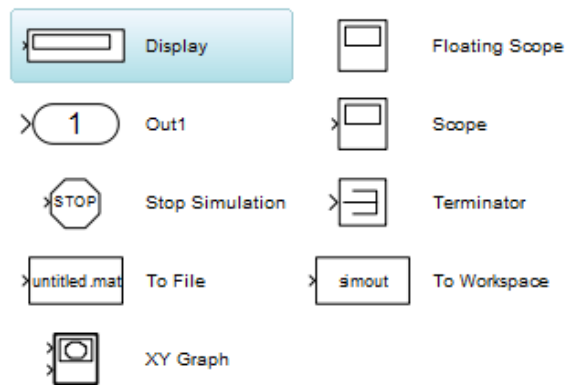 Display
Floating Scope
1
Out1
Scope
STOP
Stop Simulation
Terminator
untitled.mat
To File
simout
To Workspace
XY Graph